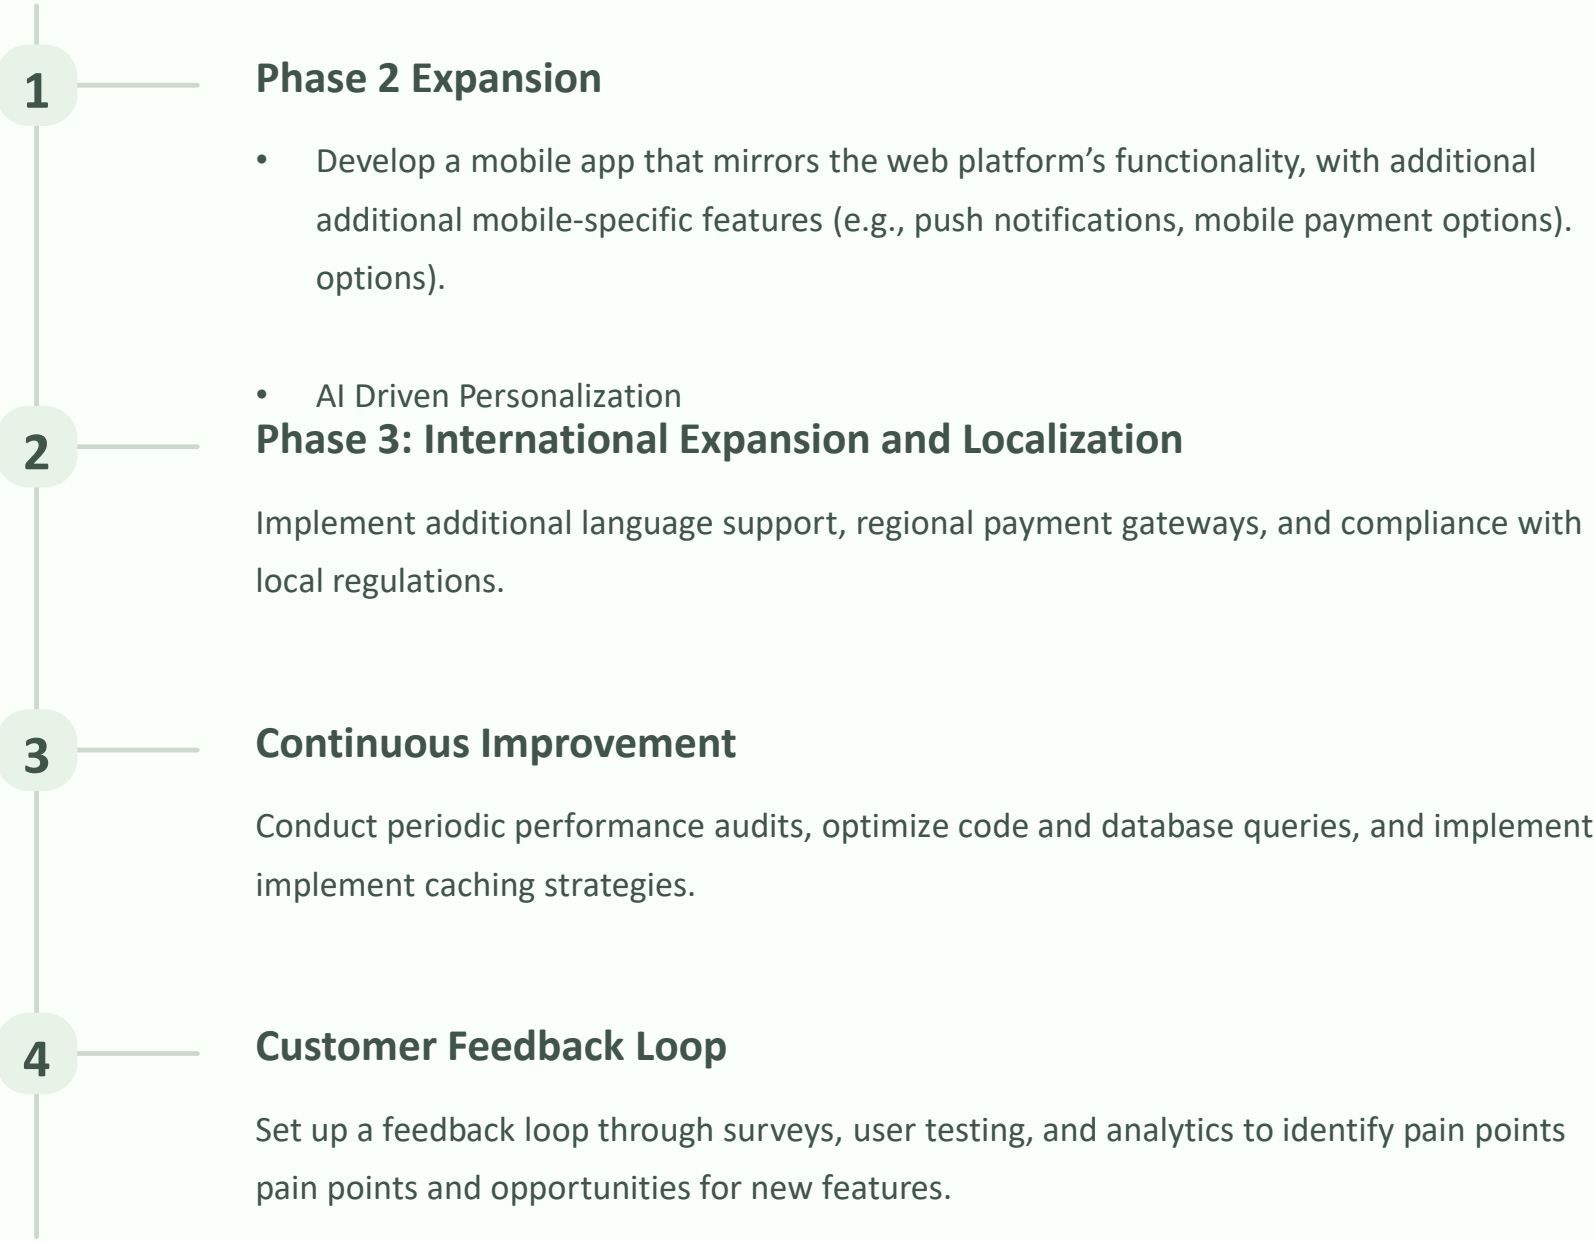 1
Phase 2 Expansion
• Develop a mobile app that mirrors the web platform’s functionality, with additional
additional mobile-specific features (e.g., push notifications, mobile payment options).
options).
• AI Driven Personalization
2
Phase 3: International Expansion and Localization
Implement additional language support, regional payment gateways, and compliance with
local regulations.
3
Continuous Improvement
Conduct periodic performance audits, optimize code and database queries, and implement
implement caching strategies.
4
Customer Feedback Loop
Set up a feedback loop through surveys, user testing, and analytics to identify pain points
pain points and opportunities for new features.